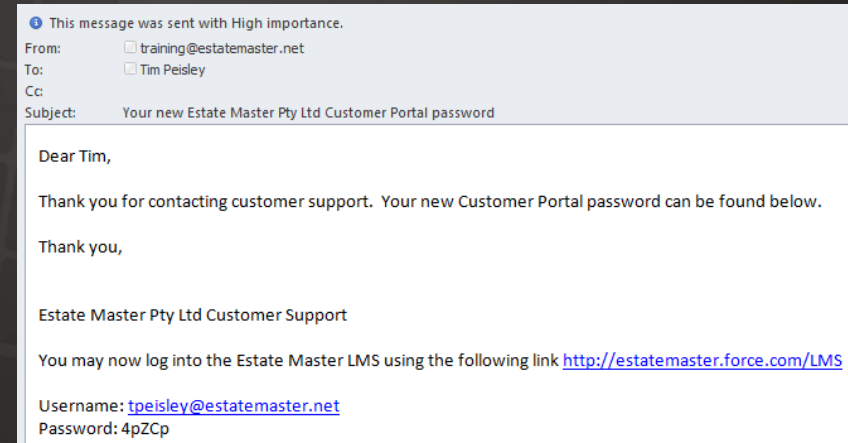 This message was sent with High importance.
From: training@estatemaster.net
To: Tim Peisley
Cc:
Subject: Your new Estate Master Pty Ltd Customer Portal password
Dear Tim,
Thank you for contacting customer support.  Your new Customer Portal password can be found below.
Thank you,
Estate Master Pty Ltd Customer Support
You may now log into the Estate Master LMS using the following link http://estatemaster.force.com/LMS
Username: tpeisley@estatemaster.net
Password: 4pZCp